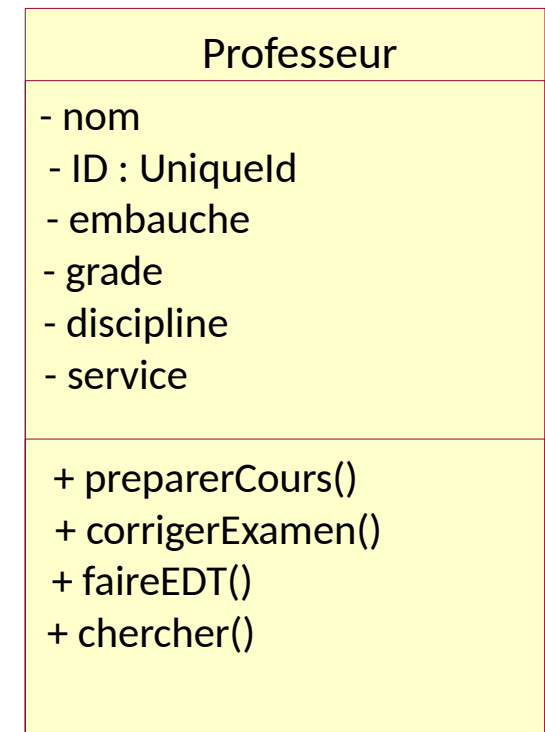 Professeur
- nom
- ID : UniqueId
- embauche
- grade
- discipline
- service
+ preparerCours()
+ corrigerExamen()
+ faireEDT()
+ chercher()